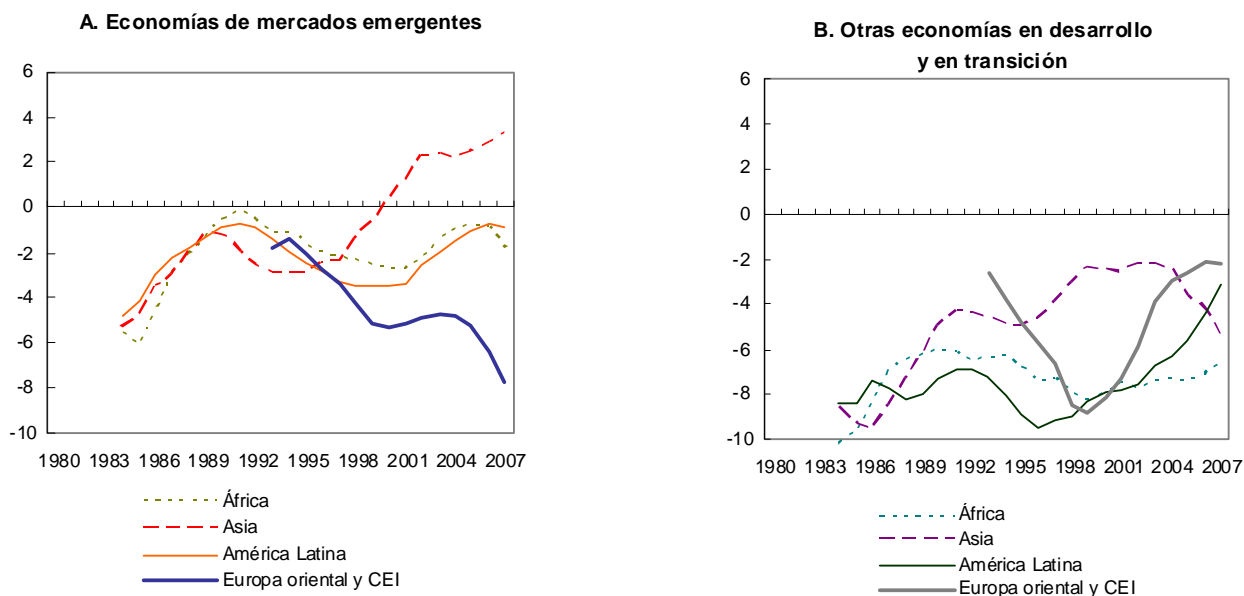 A. Economías de mercados emergentes
6
4
2
0
-2
-4
-6
-8
-10
1980 1983 1986 1989 1992 1995 1998 2001 2004 2007
África
Asia
América Latina
Europa oriental y CEI
B. Otras economías en desarrollo
y en transición
6
4
2
0
-2
-4
-6
-8
-10
1980 1983 1986 1989 1992 1995 1998 2001 2004 2007
África
Asia
América Latina
Europa oriental y CEI